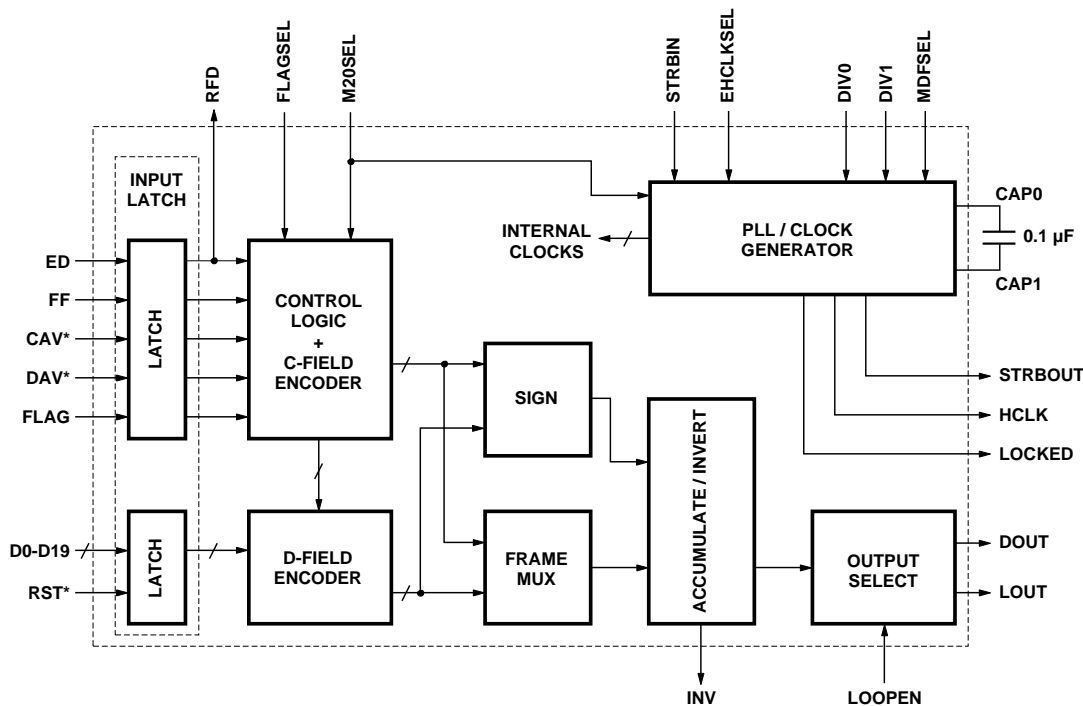 RFD
FLAGSEL
M20SEL
STRBIN
EHCLKSEL
DIV0
DIV1
MDFSEL
INPUT
LATCH
ED
FF
CAV*
DAV*
FLAG
LATCH
CONTROL
LOGIC
+
C-FIELD
ENCODER
INTERNAL
CLOCKS
PLL / CLOCK
GENERATOR
CAP0
0.1 µF
CAP1
SIGN
STRBOUT
HCLK
LOCKED
D0-D19
RST*
LATCH
D-FIELD
ENCODER
FRAME
MUX
ACCUMULATE / INVERT
OUTPUT
SELECT
DOUT
LOUT
INV
LOOPEN